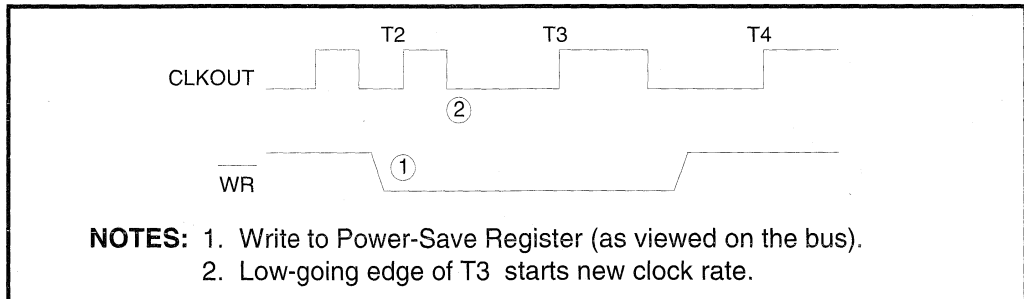 T2 T3 T4
CLKOUT
2
1
WR
NOTES: 1. Write to Power-Save Register (as viewed on the bus).
2. Low-going edge of T3 starts new clock rate.